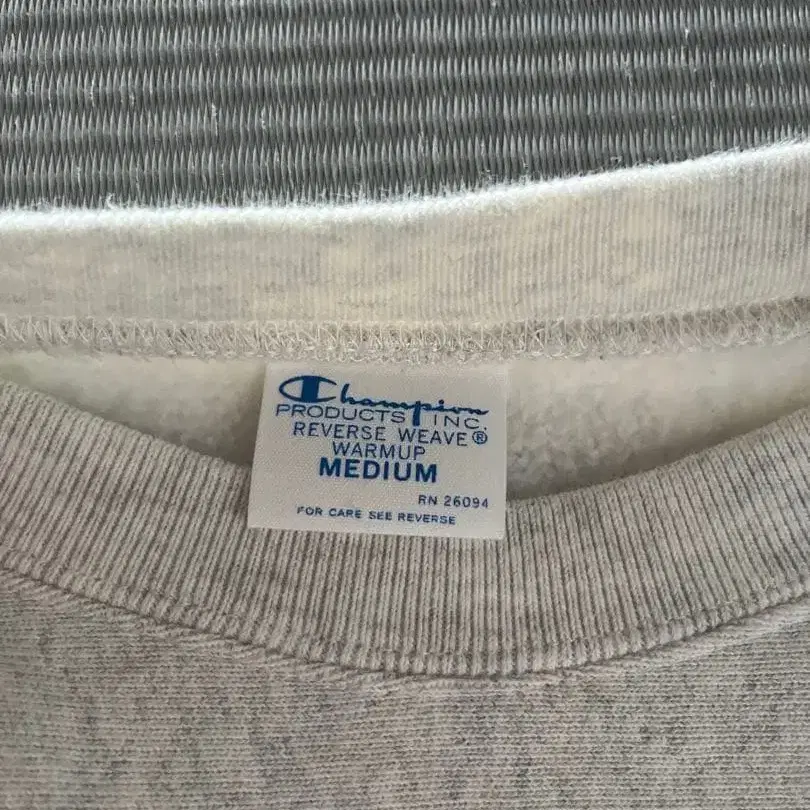 Champion
PRODUCTS INC.
REVERSE WEAVE®
WARMUP
MEDIUM
RN 26094
FOR CARE SEE REVERSE